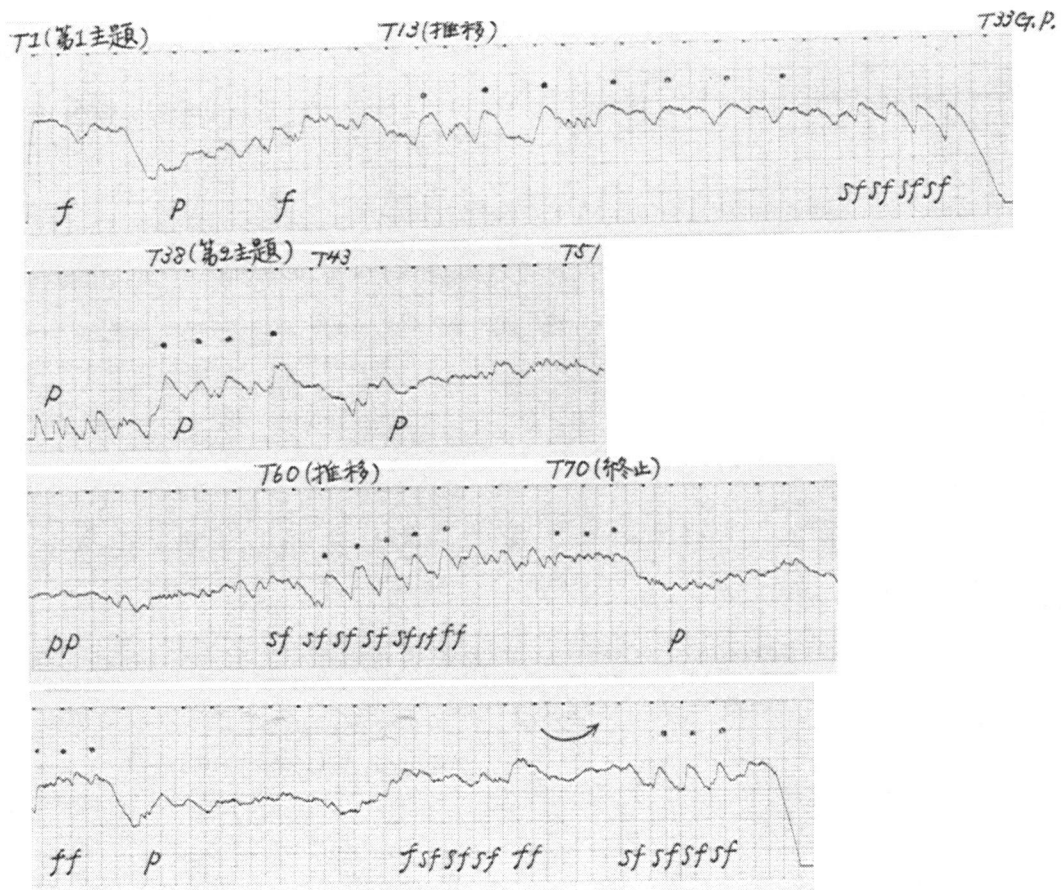 T1(第1主題) T13(推移) T33G.P.
f p f sf sf sf sf
T38(第2主題) T43 T51
p p p
T60(推移) T70(終止)
pp sf sf sf sf sf sf ff p
ff p f sf sf sf ff sf sf sf sf